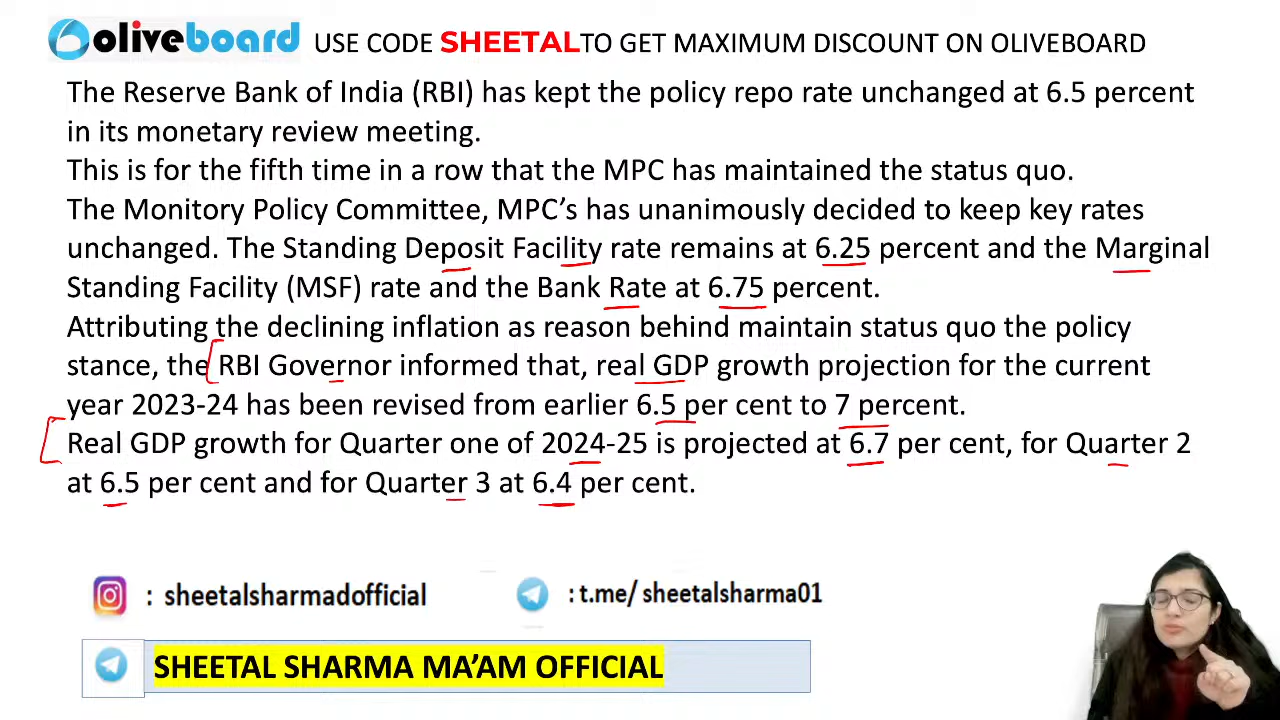 oliveboard USE CODE SHEETAL TO GET MAXIMUM DISCOUNT ON OLIVEBOARD
The Reserve Bank of India (RBI) has kept the policy repo rate unchanged at 6.5 percent
in its monetary review meeting.
This is for the fifth time in a row that the MPC has maintained the status quo.
The Monitory Policy Committee, MPC’s has unanimously decided to keep key rates
unchanged. The Standing Deposit Facility rate remains at 6.25 percent and the Marginal
Standing Facility (MSF) rate and the Bank Rate at 6.75 percent.
Attributing the declining inflation as reason behind maintain status quo the policy
stance, the RBI Governor informed that, real GDP growth projection for the current
year 2023-24 has been revised from earlier 6.5 per cent to 7 percent.
Real GDP growth for Quarter one of 2024-25 is projected at 6.7 per cent, for Quarter 2
at 6.5 per cent and for Quarter 3 at 6.4 per cent.
: sheetalsharmadofficial : t.me/ sheetalsharma01
SHEETAL SHARMA MA’AM OFFICIAL